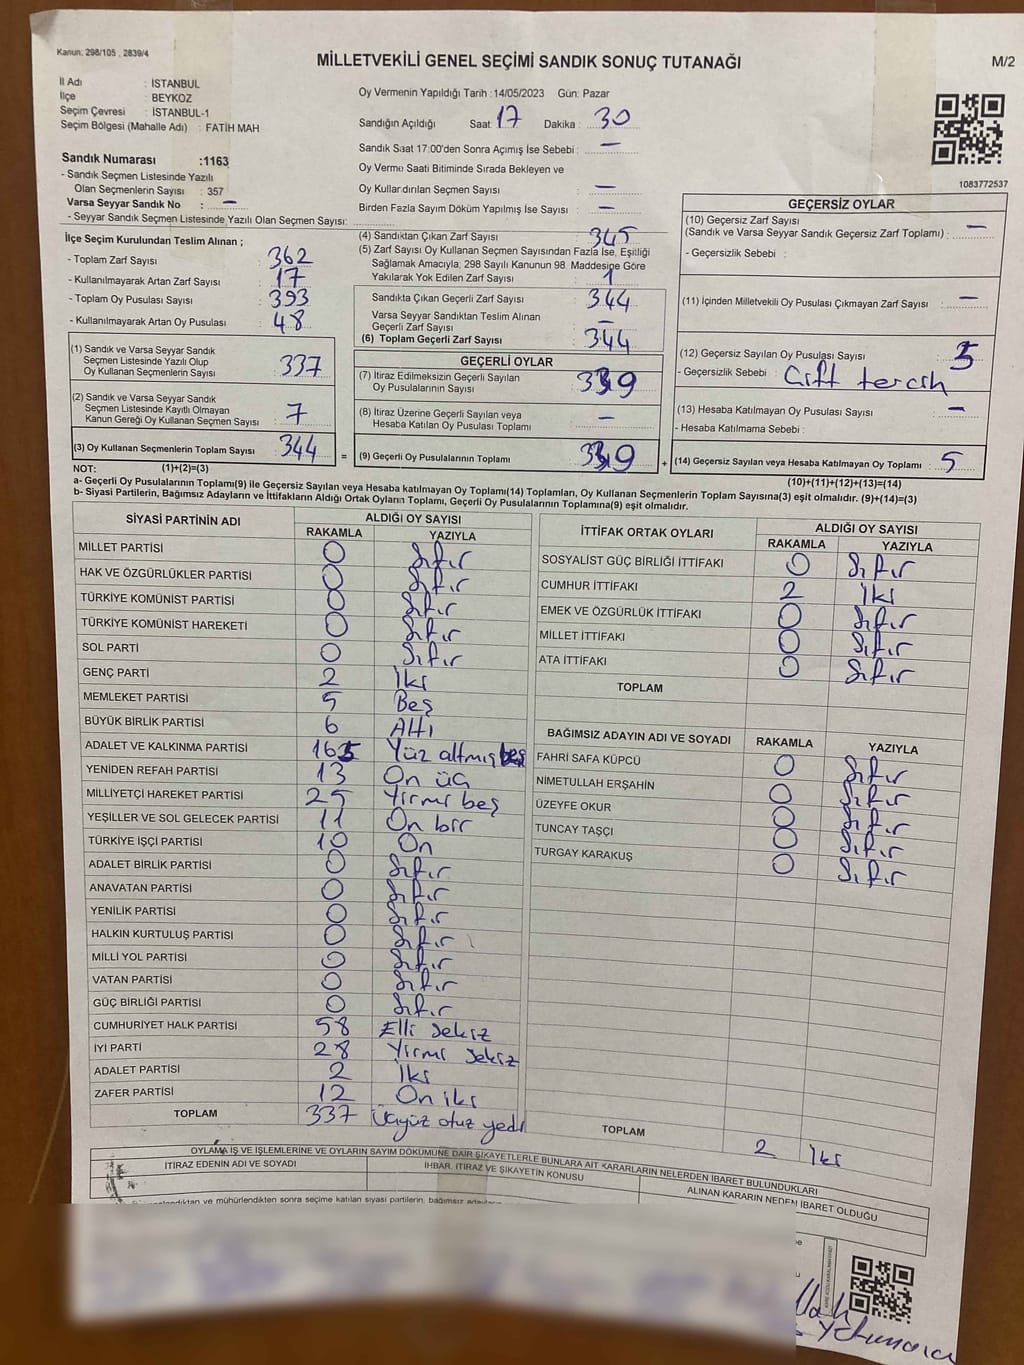 Kanun: 298/105 , 2839/4
MİLLETVEKİLİ GENEL SEÇİMİ SANDIK SONUÇ TUTANAĞI
M/2
İl Adı : İSTANBUL
İlçe : BEYKOZ
Seçim Çevresi : İSTANBUL-1
Seçim Bölgesi (Mahalle Adı) : FATİH MAH
Oy Vermenin Yapıldığı Tarih : 14/05/2023 Gün: Pazar
Sandığın Açıldığı Saat 17 Dakika : 30
Sandık Saat 17:00'den Sonra Açımış İse Sebebi : —
Oy Verme Saati Bitiminde Sırada Bekleyen ve
Oy Kullandırılan Seçmen Sayısı : —
Birden Fazla Sayım Döküm Yapılmış İse Sayısı : —
1083772537
Sandık Numarası :1163
- Sandık Seçmen Listesinde Yazılı
Olan Seçmenlerin Sayısı : 357
Varsa Seyyar Sandık No : —
- Seyyar Sandık Seçmen Listesinde Yazılı Olan Seçmen Sayısı:
İlçe Seçim Kurulundan Teslim Alınan ;
- Toplam Zarf Sayısı : 362
- Kullanılmayarak Artan Zarf Sayısı : 17
- Toplam Oy Pusulası Sayısı : 393
- Kullanılmayarak Artan Oy Pusulası : 48
(1) Sandık ve Varsa Seyyar Sandık
Seçmen Listesinde Yazılı Olup
Oy Kullanan Seçmenlerin Sayısı : 337
(2) Sandık ve Varsa Seyyar Sandık
Seçmen Listesinde Kayıtlı Olmayan
Kanun Gereği Oy Kullanan Seçmen Sayısı : 7
(3) Oy Kullanan Seçmenlerin Toplam Sayısı : 344
(4) Sandıktan Çıkan Zarf Sayısı : 345
(5) Zarf Sayısı Oy Kullanan Seçmen Sayısından Fazla İse, Eşitliği
Sağlamak Amacıyla; 298 Sayılı Kanunun 98. Maddesine Göre
Yakılarak Yok Edilen Zarf Sayısı : 1
Sandıkta Çıkan Geçerli Zarf Sayısı : 344
Varsa Seyyar Sandıktan Teslim Alınan
Geçerli Zarf Sayısı : —
(6) Toplam Geçerli Zarf Sayısı : 344
GEÇERLİ OYLAR
(7) İtiraz Edilmeksizin Geçerli Sayılan
Oy Pusulalarının Sayısı : 339
(8) İtiraz Üzerine Geçerli Sayılan veya
Hesaba Katılan Oy Pusulası Toplamı : —
= (9) Geçerli Oy Pusulalarının Toplamı : 339
GEÇERSİZ OYLAR
(10) Geçersiz Zarf Sayısı
(Sandık ve Varsa Seyyar Sandık Geçersiz Zarf Toplamı) : —
- Geçersizlik Sebebi :
(11) İçinden Milletvekili Oy Pusulası Çıkmayan Zarf Sayısı : —
(12) Geçersiz Sayılan Oy Pusulası Sayısı : 5
- Geçersizlik Sebebi : Çift tercih
(13) Hesaba Katılmayan Oy Pusulası Sayısı : —
- Hesaba Katılmama Sebebi :
+ (14) Geçersiz Sayılan veya Hesaba Katılmayan Oy Toplamı : 5
NOT: (1)+(2)=(3) (10)+(11)+(12)+(13)=(14)
a- Geçerli Oy Pusulalarının Toplamı(9) ile Geçersiz Sayılan veya Hesaba katılmayan Oy Toplamı(14) Toplamları, Oy Kullanan Seçmenlerin Toplam Sayısına(3) eşit olmalıdır. (9)+(14)=(3)
b- Siyasi Partilerin, Bağımsız Adayların ve İttifakların Aldığı Ortak Oyların Toplamı, Geçerli Oy Pusulalarının Toplamına(9) eşit olmalıdır.
SİYASİ PARTİNİN ADI ALDIĞI OY SAYISI
RAKAMLA YAZIYLA
MİLLET PARTİSİ 0 Sıfır
HAK VE ÖZGÜRLÜKLER PARTİSİ 0 Sıfır
TÜRKİYE KOMÜNİST PARTİSİ 0 Sıfır
TÜRKİYE KOMÜNİST HAREKETİ 0 Sıfır
SOL PARTİ 0 Sıfır
GENÇ PARTİ 2 İki
MEMLEKET PARTİSİ 5 Beş
BÜYÜK BİRLİK PARTİSİ 6 Altı
ADALET VE KALKINMA PARTİSİ 165 Yüz altmış beş
YENİDEN REFAH PARTİSİ 13 On üç
MİLLİYETÇİ HAREKET PARTİSİ 25 Yirmi beş
YEŞİLLER VE SOL GELECEK PARTİSİ 11 On bir
TÜRKİYE İŞÇİ PARTİSİ 10 On
ADALET BİRLİK PARTİSİ 0 Sıfır
ANAVATAN PARTİSİ 0 Sıfır
YENİLİK PARTİSİ 0 Sıfır
HALKIN KURTULUŞ PARTİSİ 0 Sıfır
MİLLİ YOL PARTİSİ 0 Sıfır
VATAN PARTİSİ 0 Sıfır
GÜÇ BİRLİĞİ PARTİSİ 0 Sıfır
CUMHURİYET HALK PARTİSİ 58 Elli sekiz
İYİ PARTİ 28 Yirmi sekiz
ADALET PARTİSİ 2 İki
ZAFER PARTİSİ 12 On iki
TOPLAM 337 Üçyüz otuz yedi
İTTİFAK ORTAK OYLARI ALDIĞI OY SAYISI
RAKAMLA YAZIYLA
SOSYALİST GÜÇ BİRLİĞİ İTTİFAKI 0 Sıfır
CUMHUR İTTİFAKI 2 İki
EMEK VE ÖZGÜRLÜK İTTİFAKI 0 Sıfır
MİLLET İTTİFAKI 0 Sıfır
ATA İTTİFAKI 0 Sıfır
TOPLAM
BAĞIMSIZ ADAYIN ADI VE SOYADI RAKAMLA YAZIYLA
FAHRİ SAFA KÜPCÜ 0 Sıfır
NİMETULLAH ERŞAHİN 0 Sıfır
ÜZEYFE OKUR 0 Sıfır
TUNCAY TAŞÇI 0 Sıfır
TURGAY KARAKUŞ 0 Sıfır
TOPLAM 2 İki
OYLAMA İŞ VE İŞLEMLERİNE VE OYLARIN SAYIM DÖKÜMÜNE DAİR ŞİKAYETLERLE BUNLARA AİT KARARLARIN NELERDEN İBARET BULUNDUKLARI
İTİRAZ EDENİN ADI VE SOYADI İHBAR, İTİRAZ VE ŞİKAYETİN KONUSU ALINAN KARARIN NEDEN İBARET OLDUĞU
ve mühürlendikten sonra seçime katılan siyasi partilerin, bağımsız